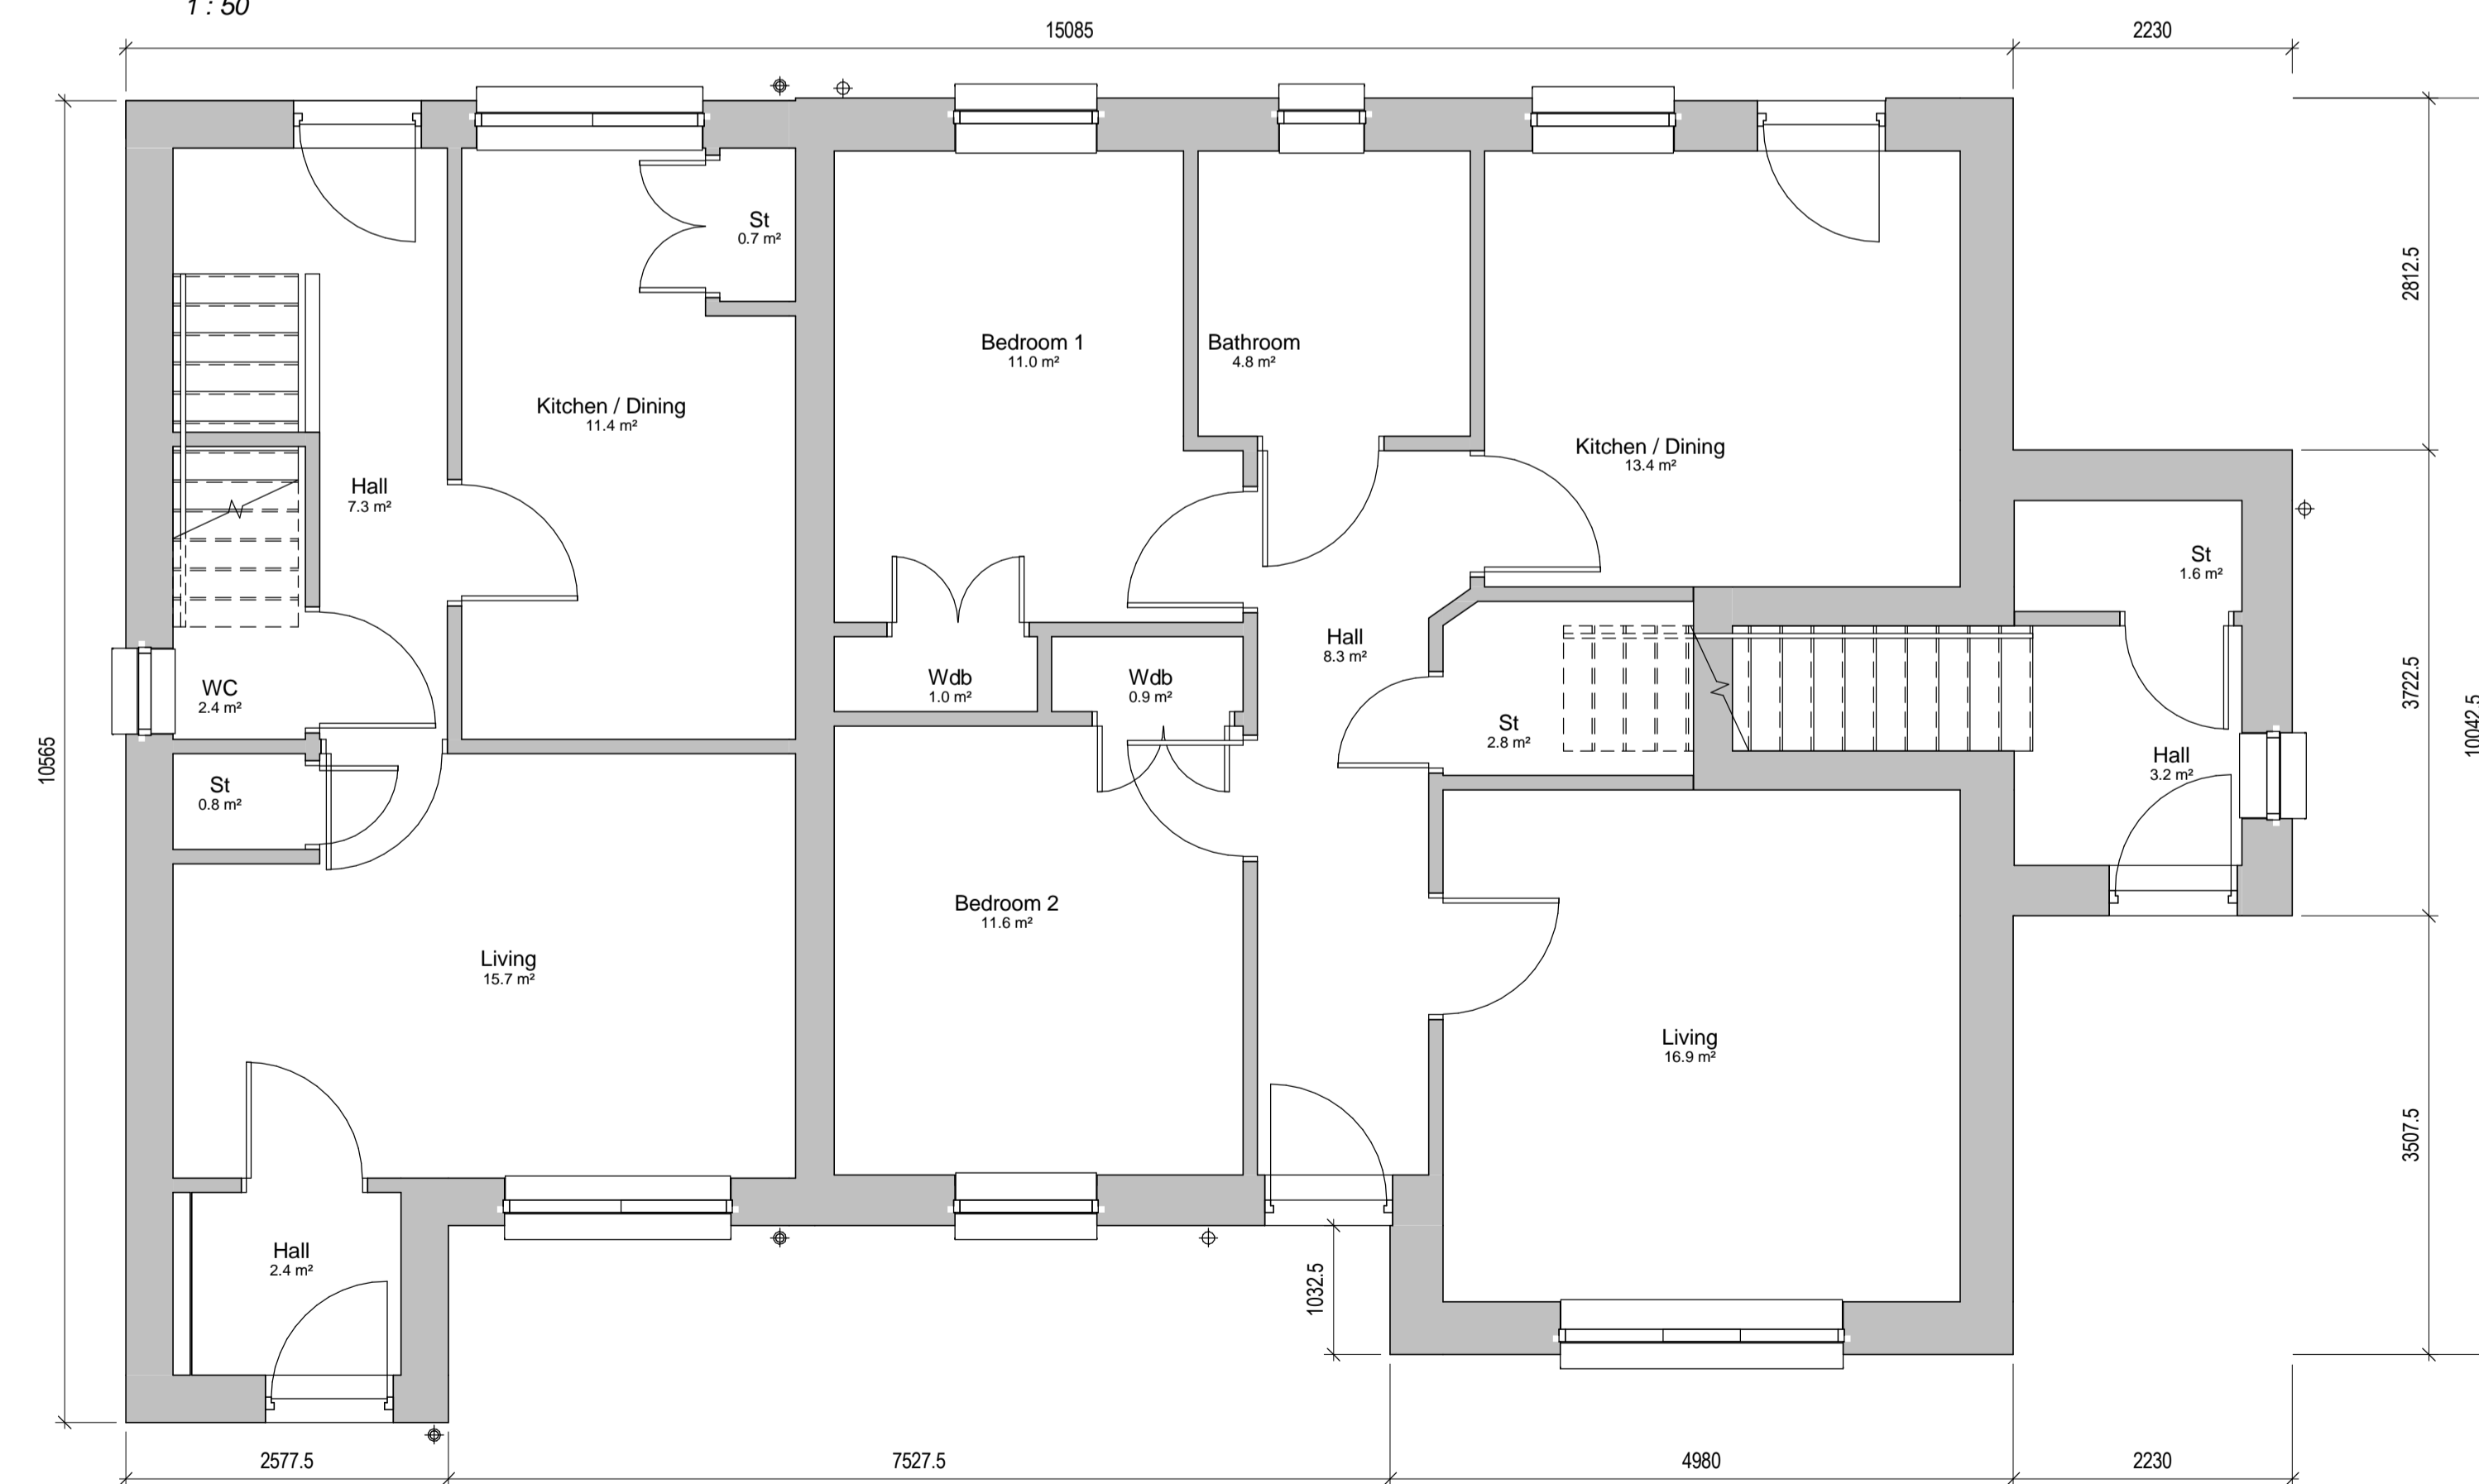 1 : 50
15085
2230
St
0.7 m²
2812.5
Bedroom 1
11.0 m²
Bathroom
4.8 m²
Kitchen / Dining
11.4 m²
Kitchen / Dining
13.4 m²
Hall
7.3 m²
St
1.6 m²
Hall
8.3 m²
WC
2.4 m²
Wdb
1.0 m²
Wdb
0.9 m²
3722.5
10042.5
St
2.8 m²
10565
Hall
3.2 m²
St
0.8 m²
Bedroom 2
11.6 m²
Living
15.7 m²
Living
16.9 m²
3507.5
Hall
2.4 m²
1032.5
2577.5
7527.5
4980
2230